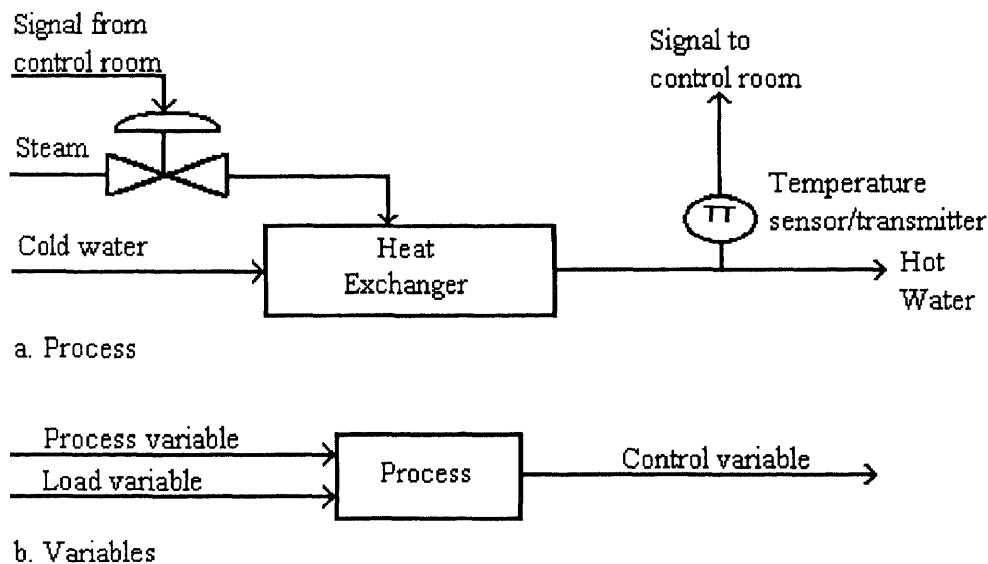 Signal from
control room
Signal to
control room
Steam
Temperature
sensor/transmitter
TT
Cold water
Heat
Exchanger
Hot
Water
a. Process
Process variable
Load variable
Process
Control variable
b. Variables